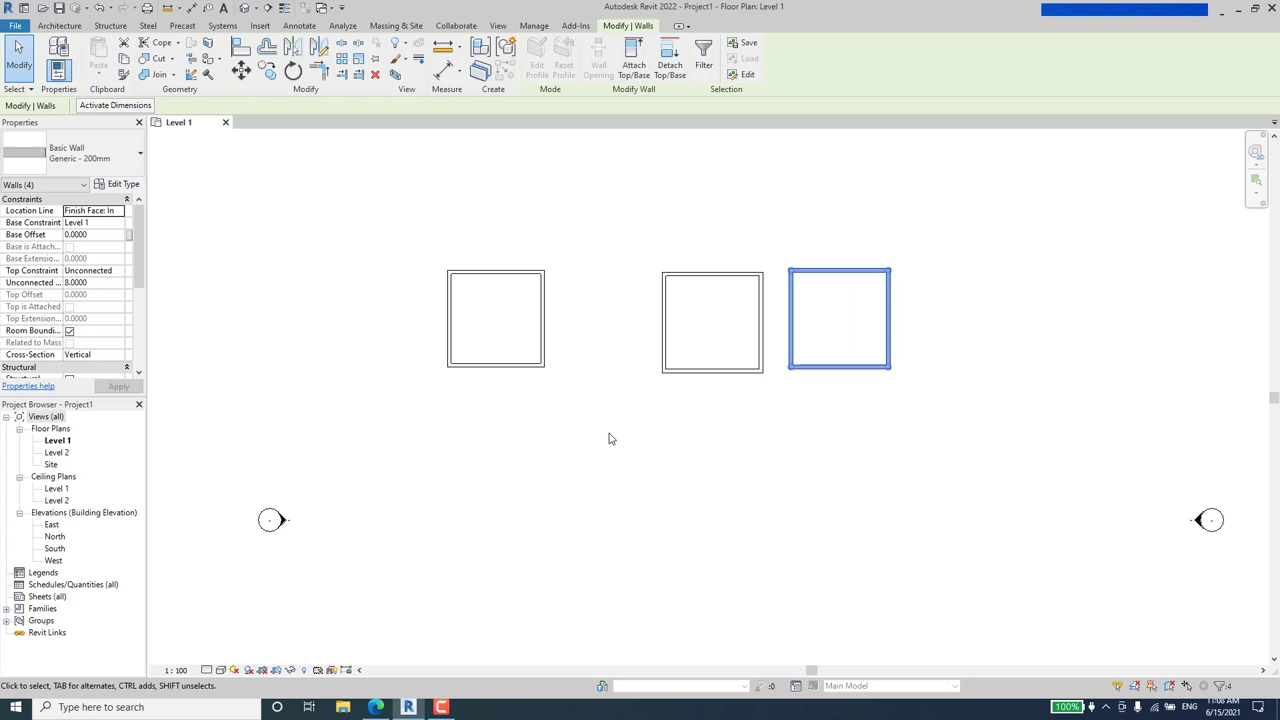 Autodesk Revit 2022 - Project1 - Floor Plan: Level 1
File Architecture Structure Steel Precast Systems Insert Annotate Analyze Massing & Site Collaborate View Manage Add-Ins Modify | Walls
Modify
Select
Properties
Paste
Clipboard
Cope
Cut
Join
Geometry
Modify
View
Measure
Create
Edit Profile
Reset Profile
Mode
Wall Opening
Attach Top/Base
Detach Top/Base
Modify Wall
Filter
Save
Load
Edit
Selection
Modify | Walls
Activate Dimensions
Properties
Level 1
Basic Wall
Generic - 200mm
Walls (4)
Edit Type
Constraints
Location Line Finish Face: In
Base Constraint Level 1
Base Offset 0.0000
Base is Attach...
Base Extension... 0.0000
Top Constraint Unconnected
Unconnected ... 8.0000
Top Offset 0.0000
Top is Attached
Top Extension... 0.0000
Room Boundi...
Related to Mass
Cross-Section Vertical
Structural
Properties help
Apply
Project Browser - Project1
Views (all)
Floor Plans
Level 1
Level 2
Site
Ceiling Plans
Level 1
Level 2
Elevations (Building Elevation)
East
North
South
West
Legends
Schedules/Quantities (all)
Sheets (all)
Families
Groups
Revit Links
1 : 100
Click to select, TAB for alternates, CTRL adds, SHIFT unselects.
:0
Main Model
:4
Type here to search
100%
ENG
11:08 AM
6/15/2021